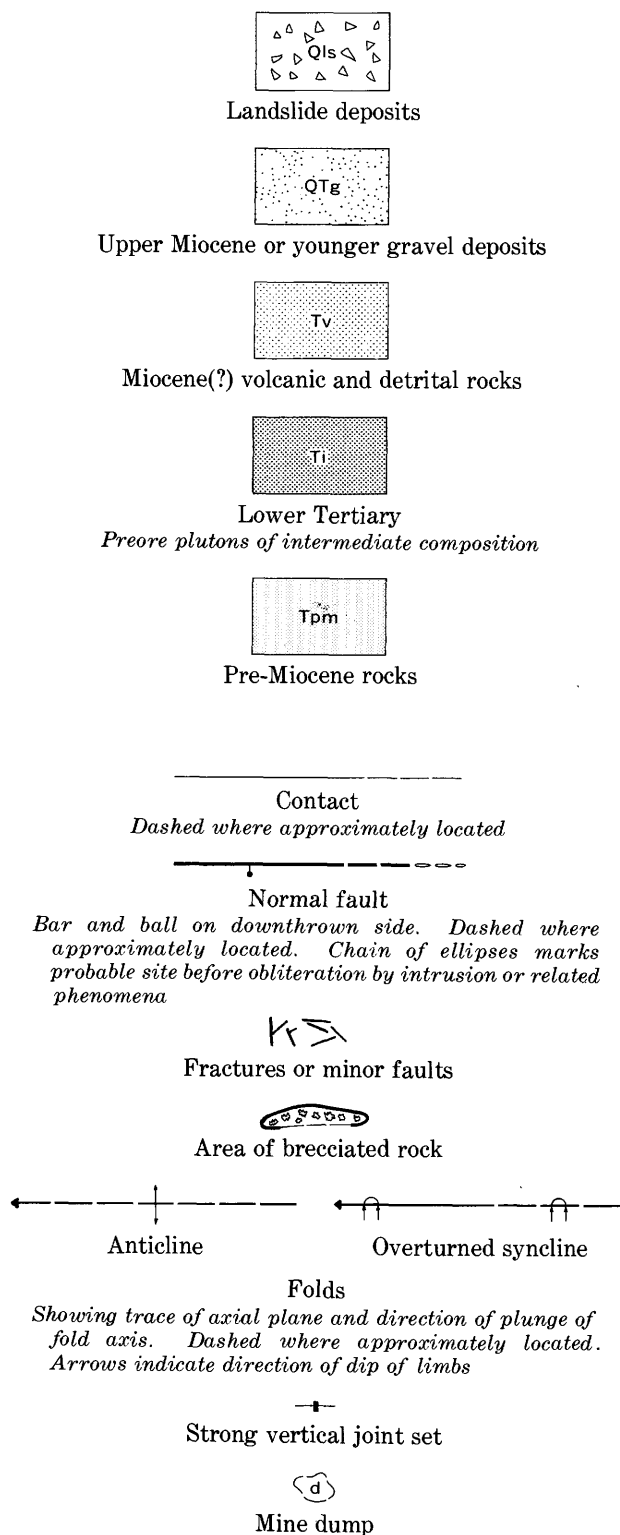 Qls
Landslide deposits
QTg
Upper Miocene or younger gravel deposits
Tv
Miocene(?) volcanic and detrital rocks
Ti
Lower Tertiary
Preore plutons of intermediate composition
Tpm
Pre-Miocene rocks
Contact
Dashed where approximately located
Normal fault
Bar and ball on downthrown side. Dashed where
approximately located. Chain of ellipses marks
probable site before obliteration by intrusion or related
phenomena
Fractures or minor faults
Area of brecciated rock
Anticline
Overturned syncline
Folds
Showing trace of axial plane and direction of plunge of
fold axis. Dashed where approximately located.
Arrows indicate direction of dip of limbs
Strong vertical joint set
d
Mine dump